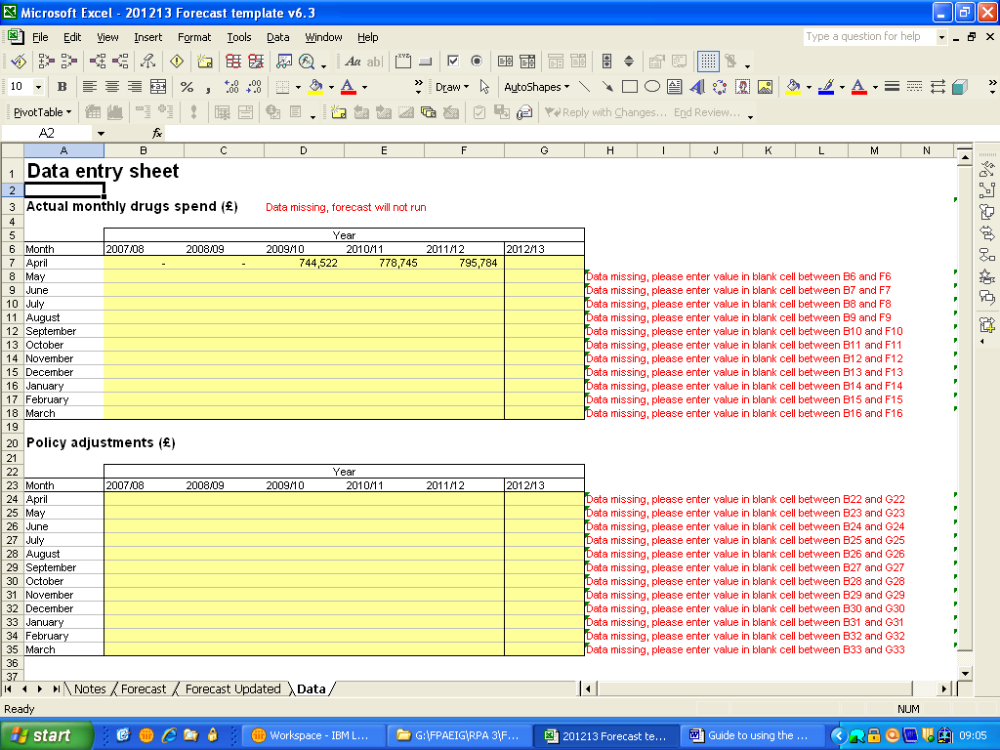 Microsoft Excel - 201213 Forecast template v6.3
File Edit View Insert Format Tools Data Window Help
Type a question for help
Aa ab
10 B % , Draw AutoShapes A
PivotTable Reply with Changes... End Review...
A2 fx
A B C D E F G H I J K L M N
1 Data entry sheet
2
3 Actual monthly drugs spend (£) Data missing, forecast will not run
4
5 Year
6 Month 2007/08 2008/09 2009/10 2010/11 2011/12 2012/13
7 April - - 744,522 778,745 795,784
8 May Data missing, please enter value in blank cell between B6 and F6
9 June Data missing, please enter value in blank cell between B7 and F7
10 July Data missing, please enter value in blank cell between B8 and F8
11 August Data missing, please enter value in blank cell between B9 and F9
12 September Data missing, please enter value in blank cell between B10 and F10
13 October Data missing, please enter value in blank cell between B11 and F11
14 November Data missing, please enter value in blank cell between B12 and F12
15 December Data missing, please enter value in blank cell between B13 and F13
16 January Data missing, please enter value in blank cell between B14 and F14
17 February Data missing, please enter value in blank cell between B15 and F15
18 March Data missing, please enter value in blank cell between B16 and F16
19
20 Policy adjustments (£)
21
22 Year
23 Month 2007/08 2008/09 2009/10 2010/11 2011/12 2012/13
24 April Data missing, please enter value in blank cell between B22 and G22
25 May Data missing, please enter value in blank cell between B23 and G23
26 June Data missing, please enter value in blank cell between B24 and G24
27 July Data missing, please enter value in blank cell between B25 and G25
28 August Data missing, please enter value in blank cell between B26 and G26
29 September Data missing, please enter value in blank cell between B27 and G27
30 October Data missing, please enter value in blank cell between B28 and G28
31 November Data missing, please enter value in blank cell between B29 and G29
32 December Data missing, please enter value in blank cell between B30 and G30
33 January Data missing, please enter value in blank cell between B31 and G31
34 February Data missing, please enter value in blank cell between B32 and G32
35 March Data missing, please enter value in blank cell between B33 and G33
36
37
Notes Forecast Forecast Updated Data
Ready NUM
start Workspace - IBM L... G:\FPAEIG\RPA 3\F... 201213 Forecast te... Guide to using the ... 09:05